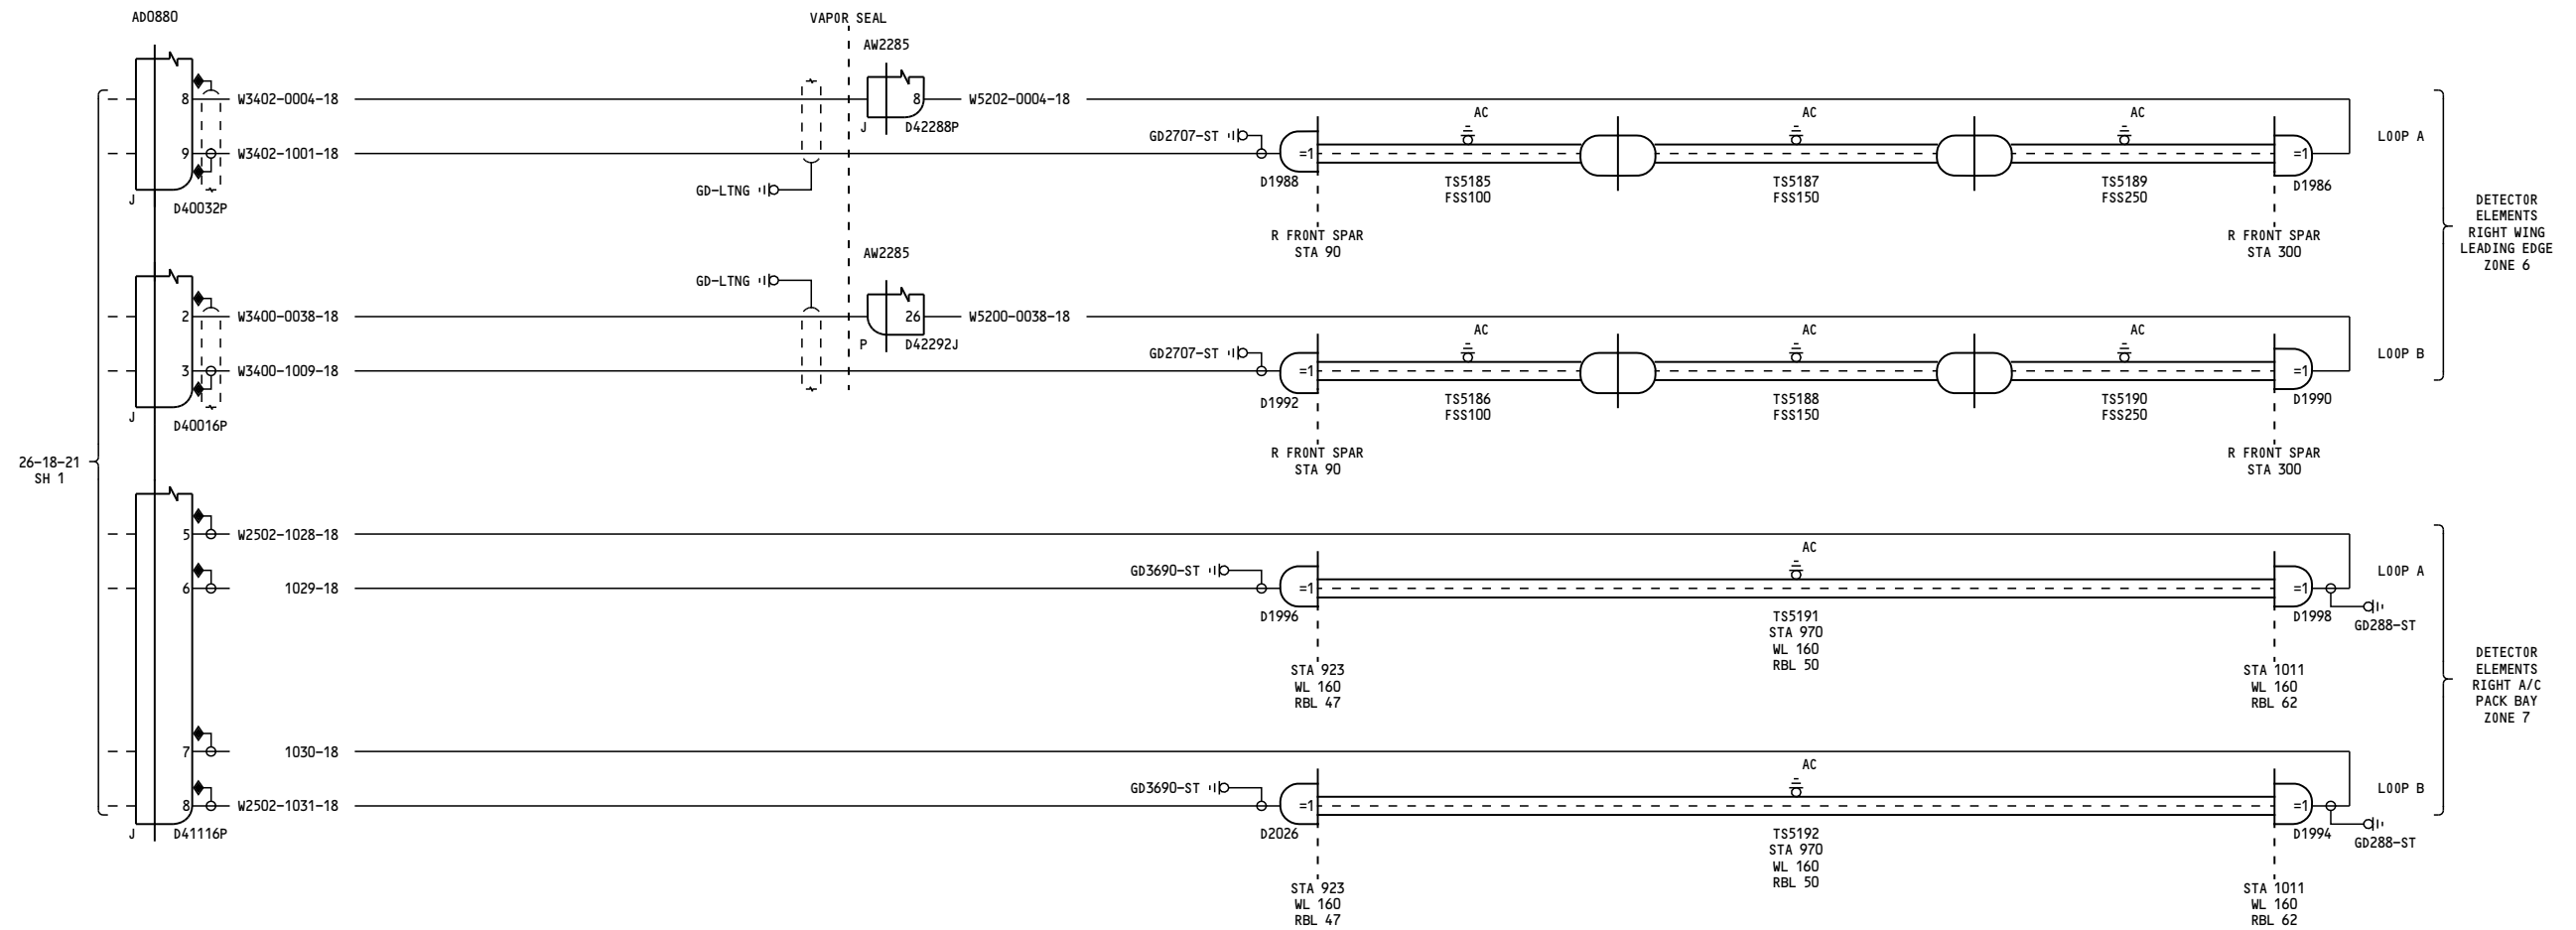 AD0880
VAPOR SEAL
AW2285
8
W3402-0004-18
8
W5202-0004-18
J
D42288P
AC
AC
AC
LOOP A
GD2707-ST
9
W3402-1001-18
=1
=1
D1988
TS5185
FSS100
TS5187
FSS150
TS5189
FSS250
D1986
GD-LTNG
J
D40032P
R FRONT SPAR
STA 90
R FRONT SPAR
STA 300
DETECTOR
ELEMENTS
RIGHT WING
LEADING EDGE
ZONE 6
AW2285
GD-LTNG
2
W3400-0038-18
26
W5200-0038-18
P
D42292J
AC
AC
AC
LOOP B
GD2707-ST
3
W3400-1009-18
=1
=1
D1992
TS5186
FSS100
TS5188
FSS150
TS5190
FSS250
D1990
J
D40016P
R FRONT SPAR
STA 90
R FRONT SPAR
STA 300
26-18-21
SH 1
5
W2502-1028-18
AC
LOOP A
GD3690-ST
6
1029-18
=1
=1
D1996
TS5191
STA 970
WL 160
RBL 50
D1998
GD288-ST
STA 923
WL 160
RBL 47
STA 1011
WL 160
RBL 62
DETECTOR
ELEMENTS
RIGHT A/C
PACK BAY
ZONE 7
7
1030-18
AC
LOOP B
GD3690-ST
8
W2502-1031-18
=1
=1
J
D41116P
D2026
TS5192
STA 970
WL 160
RBL 50
D1994
GD288-ST
STA 923
WL 160
RBL 47
STA 1011
WL 160
RBL 62